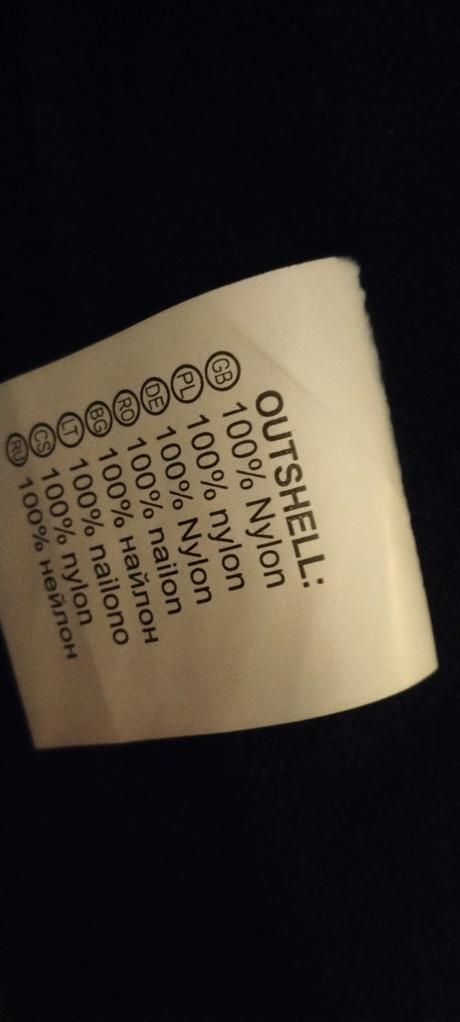 OUTSHELL:
GB 100% Nylon
PL 100% nylon
DE 100% Nylon
RO 100% nailon
BG 100% найлон
LT 100% nailono
CS 100% nylon
RU 100% нейлон